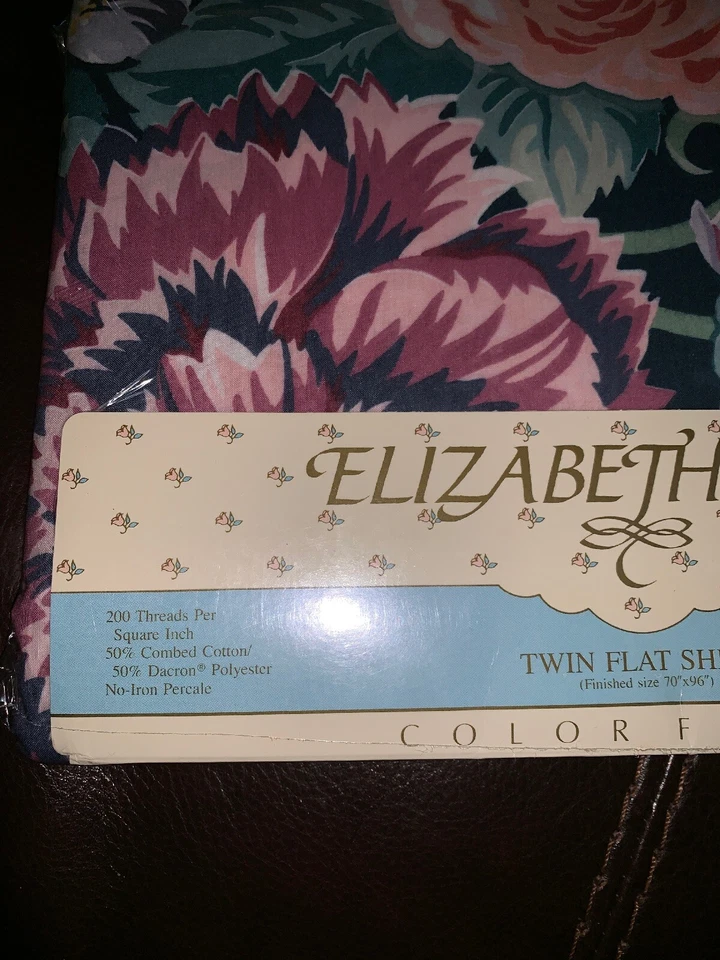 ELIZABETH
200 Threads Per
Square Inch
50% Combed Cotton/
50% Dacron® Polyester
No-Iron Percale
TWIN FLAT SH
(Finished size 70"x96")
COLOR F